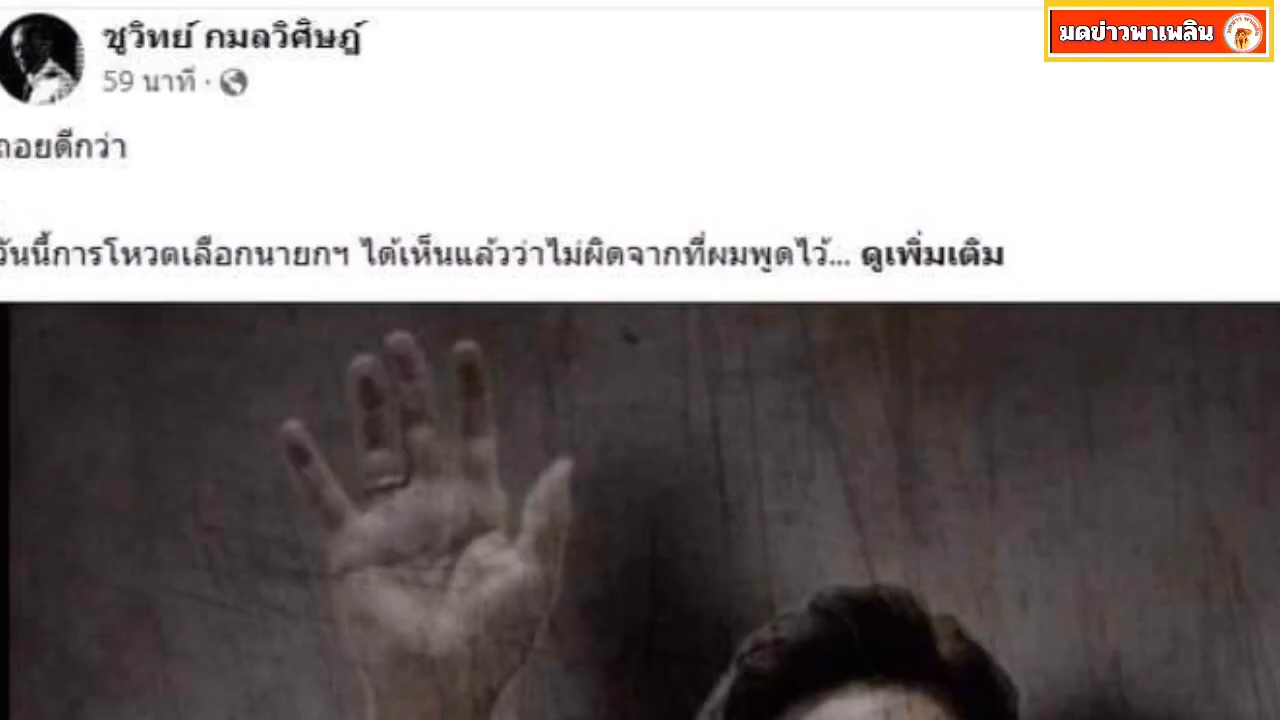 ชูวิทย์ กมลวิศิษฎ์
มดข่าวพาเพลิน
59 นาที ·
ถอยดีกว่า
วันนี้การโหวตเลือกนายกฯ ได้เห็นแล้วว่าไม่ผิดจากที่ผมพูดไว้... ดูเพิ่มเติม